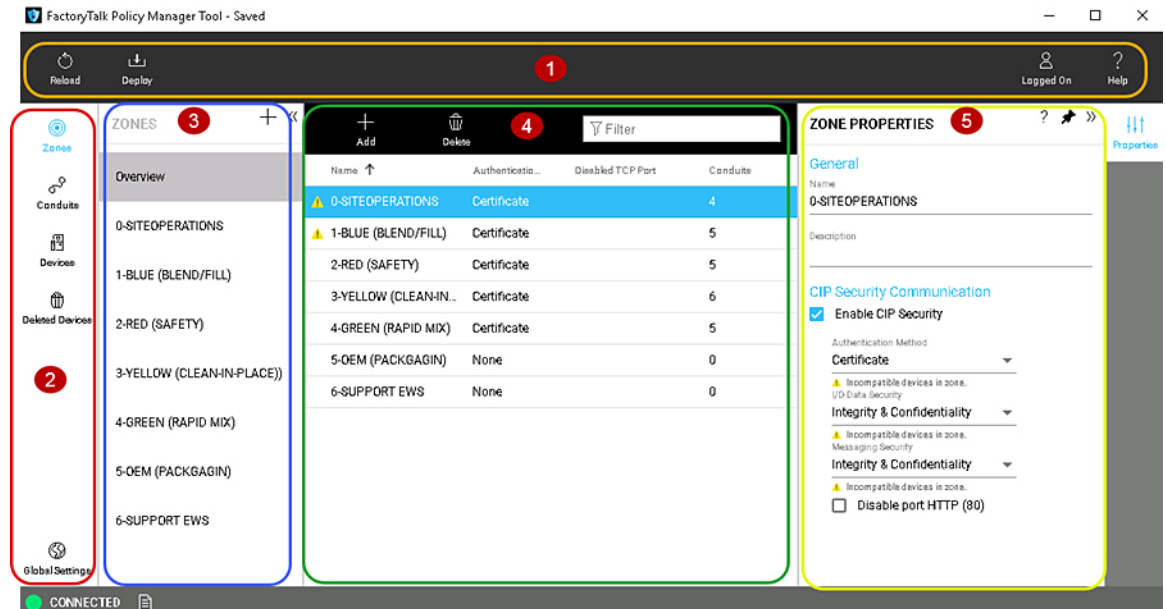 FactoryTalk Policy Manager Tool - Saved
Reload
Deploy
1
Logged On
Help
Zones
Conduits
Devices
Deleted Devices
2
Global Settings
ZONES 3
Overview
0-SITEOPERATIONS
1-BLUE (BLEND/FILL)
2-RED (SAFETY)
3-YELLOW (CLEAN-IN-PLACE))
4-GREEN (RAPID MIX)
5-OEM (PACKGAGIN)
6-SUPPORT EWS
Add
Delete
4
Filter
Name Authenticatio... Disabled TCP Port Conduits
0-SITEOPERATIONS Certificate 4
1-BLUE (BLEND/FILL) Certificate 5
2-RED (SAFETY) Certificate 5
3-YELLOW (CLEAN-IN... Certificate 6
4-GREEN (RAPID MIX) Certificate 5
5-OEM (PACKGAGIN) None 0
6-SUPPORT EWS None 0
ZONE PROPERTIES 5 ?
General
Name
0-SITEOPERATIONS
Description
CIP Security Communication
Enable CIP Security
Authentication Method
Certificate
Incompatible devices in zone.
I/O Data Security
Integrity & Confidentiality
Incompatible devices in zone.
Messaging Security
Integrity & Confidentiality
Incompatible devices in zone.
Disable port HTTP (80)
Properties
CONNECTED